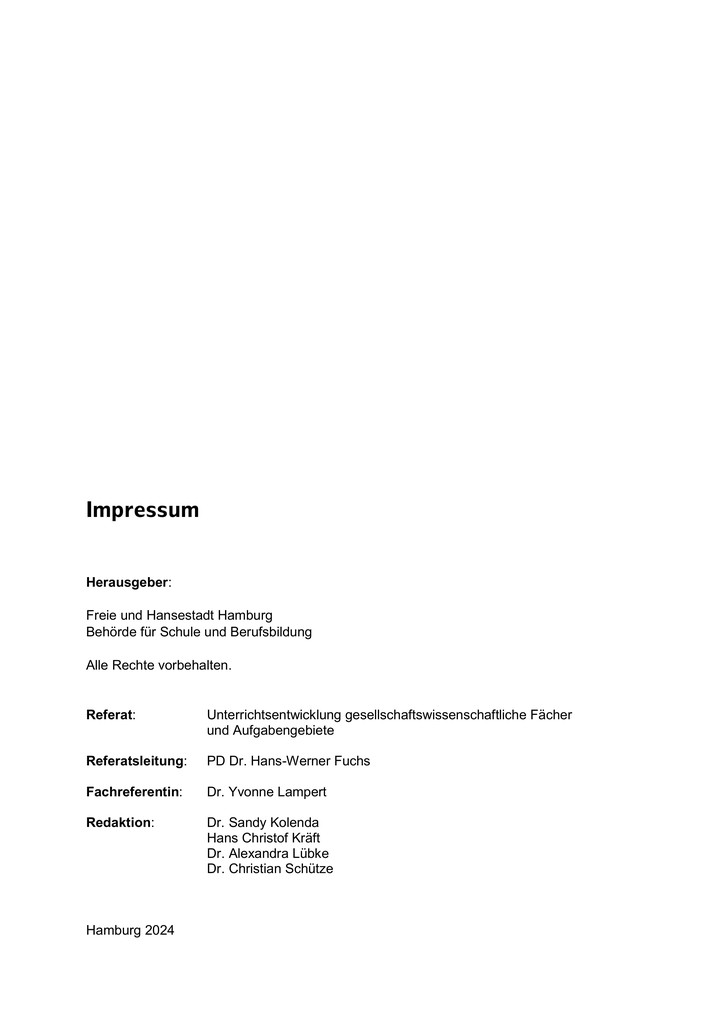 Impressum
Herausgeber:
Freie und Hansestadt Hamburg
Behörde für Schule und Berufsbildung
Alle Rechte vorbehalten.
Referat: Unterrichtsentwicklung gesellschaftswissenschaftliche Fächer
und Aufgabengebiete
Referatsleitung: PD Dr. Hans-Werner Fuchs
Fachreferentin: Dr. Yvonne Lampert
Redaktion: Dr. Sandy Kolenda
Hans Christof Kräft
Dr. Alexandra Lübke
Dr. Christian Schütze
Hamburg 2024